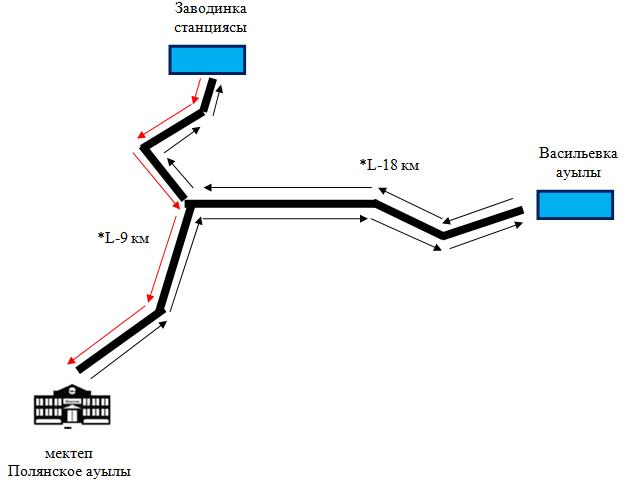 Заводинка
станциясы
*L-18 км
Васильевка
ауылы
*L-9 км
мектеп
Полянское ауылы